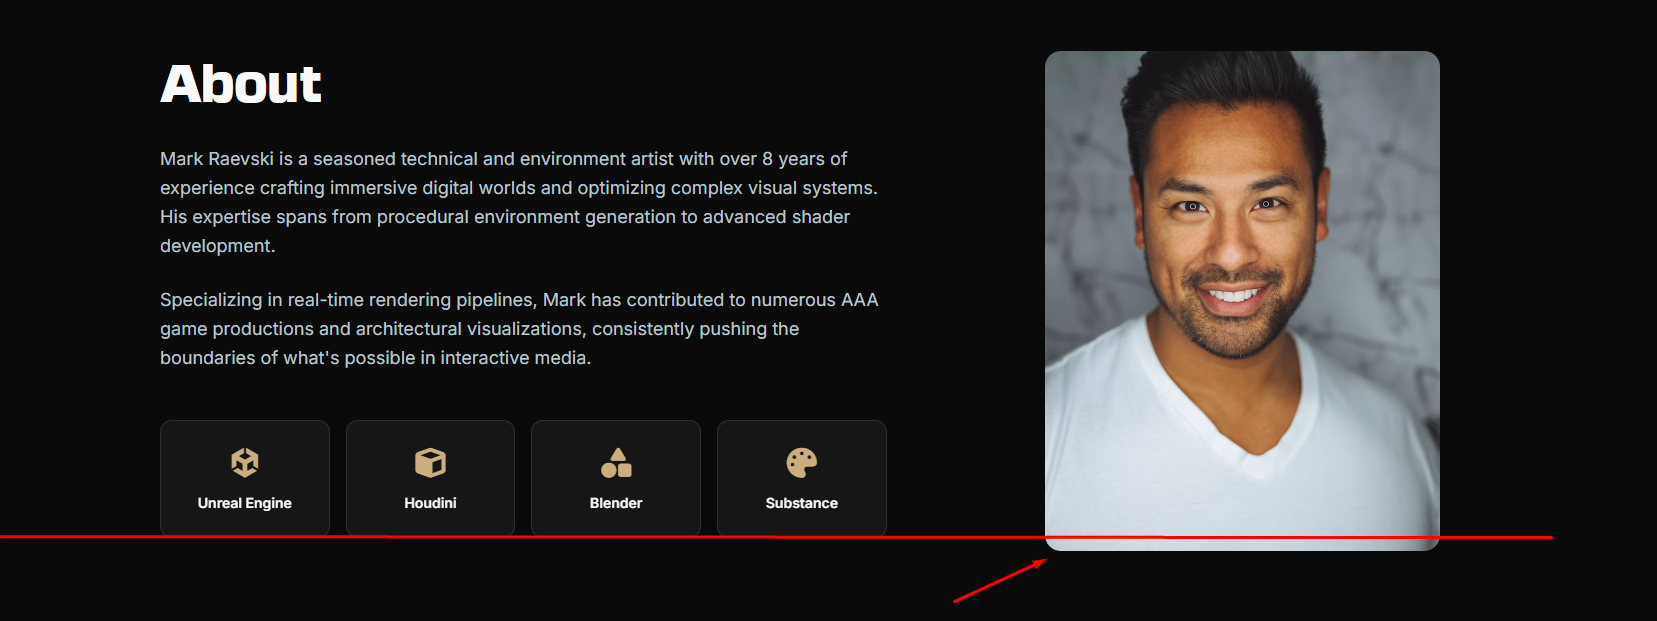 About
Mark Raevski is a seasoned technical and environment artist with over 8 years of
experience crafting immersive digital worlds and optimizing complex visual systems.
His expertise spans from procedural environment generation to advanced shader
development.
Specializing in real-time rendering pipelines, Mark has contributed to numerous AAA
game productions and architectural visualizations, consistently pushing the
boundaries of what's possible in interactive media.
Unreal Engine
Houdini
Blender
Substance